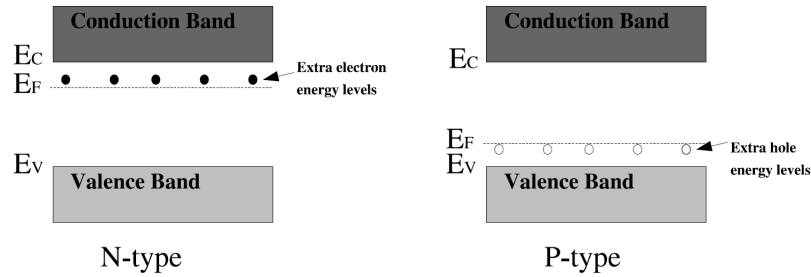 Conduction Band
EC
EF
Extra electron
energy levels
EV
Valence Band
N-type
Conduction Band
EC
EF
EV
Extra hole
energy levels
Valence Band
P-type